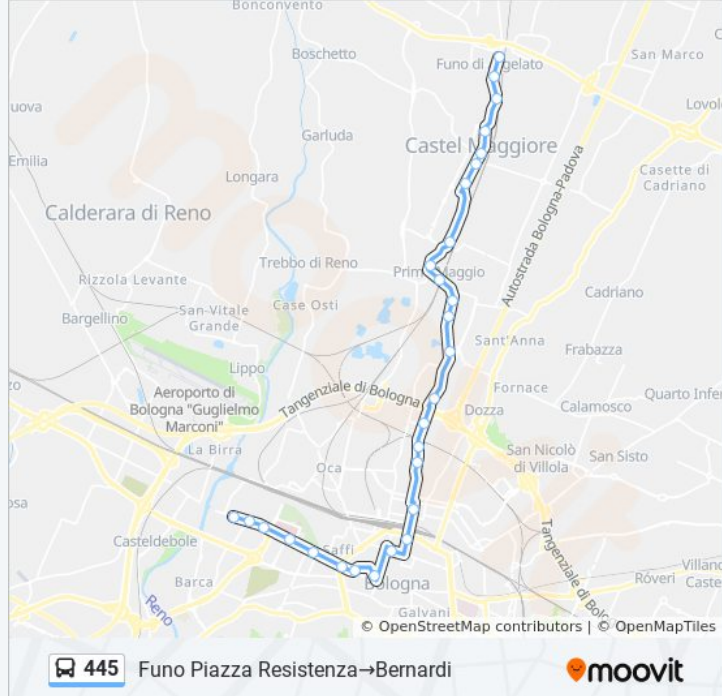 Bonconvento
Boschetto
Funo di Argelato
San Marco
uova
Lovolo
Garluda
Castel Maggiore
Emilia
Casette di
Cadriano
Longara
Calderara di Reno
Autostrada Bologna-Padova
Trebbo di Reno
Primo Maggio
Rizzola Levante
Cadriano
Case Osti
San-Vitale
Grande
Bargellino
Sant'Anna
Frabazza
Lippo
Fornace
zo
Aeroporto di
Bologna "Guglielmo
Marconi"
Tangenziale di Bologna
Quarto Infer
Dozza
Calamosco
La Birra
San Nicolò
di Villola
San Sisto
Oca
osa
Casteldebole
Saffi
Tangenziale di Bolo
Barca
Bologna
Róveri
Villano
Caste
Reno
Galvani
© OpenStreetMap contributors | © OpenMapTiles
445 Funo Piazza Resistenza→Bernardi
moovit